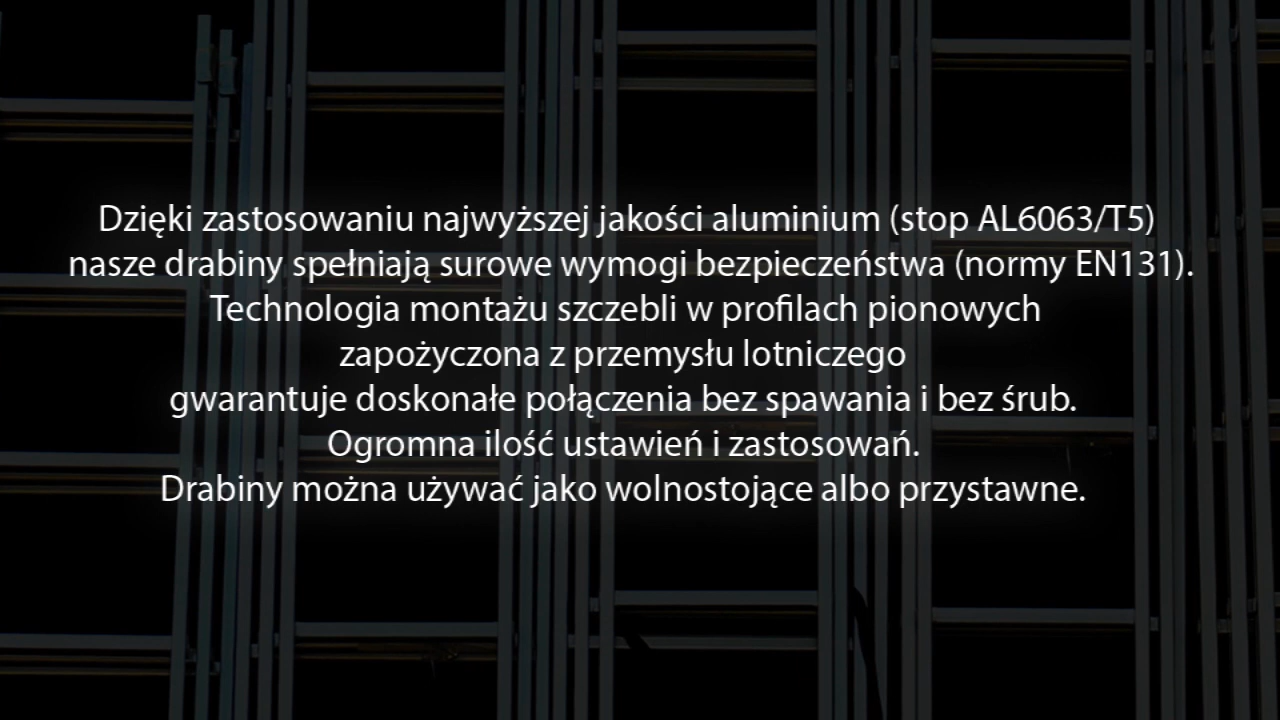 Dzięki zastosowaniu najwyższej jakości aluminium (stop AL6063/T5)
nasze drabiny spełniają surowe wymogi bezpieczeństwa (normy EN131).
Technologia montażu szczebli w profilach pionowych
zapożyczona z przemysłu lotniczego
gwarantuje doskonałe połączenia bez spawania i bez śrub.
Ogromna ilość ustawień i zastosowań.
Drabiny można używać jako wolnostojące albo przystawne.